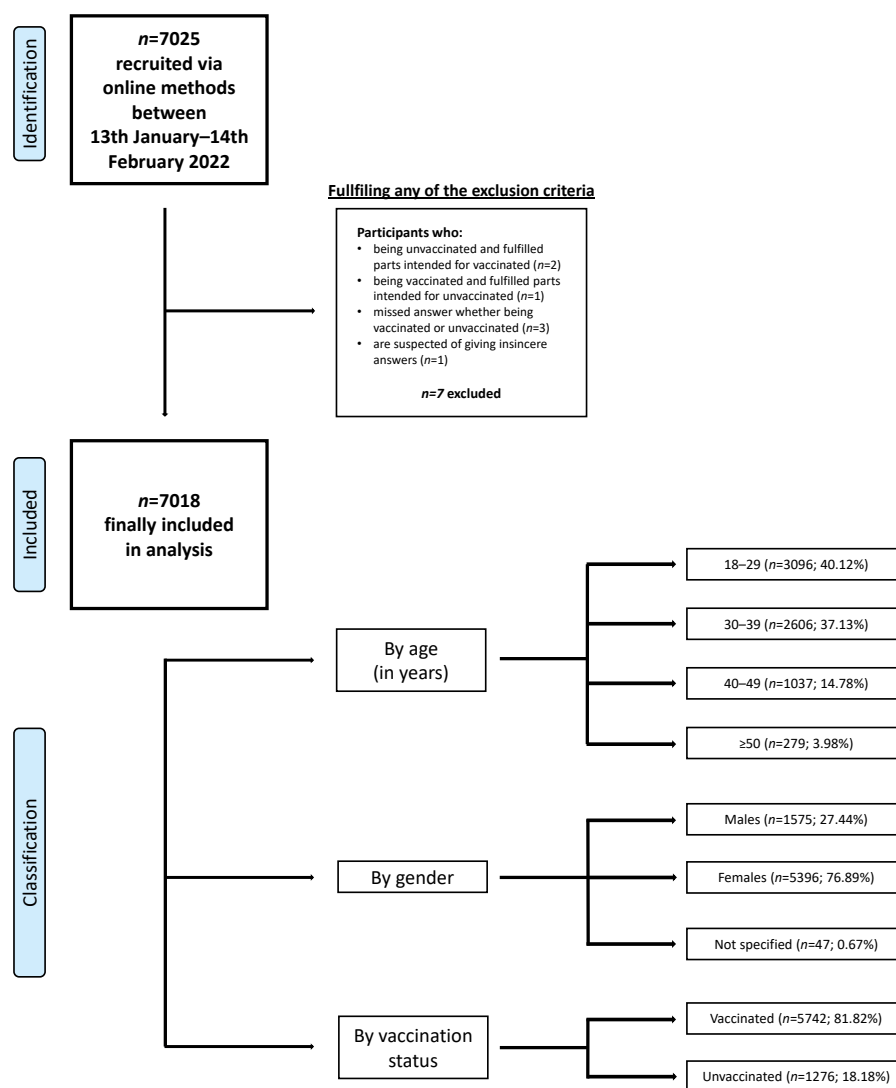 Identification
n=7025
recruited via
online methods
between
13th January–14th
February 2022
Fullfiling any of the exclusion criteria
Participants who:
• being unvaccinated and fulfilled
parts intended for vaccinated (n=2)
• being vaccinated and fulfilled parts
intended for unvaccinated (n=1)
• missed answer whether being
vaccinated or unvaccinated (n=3)
• are suspected of giving insincere
answers (n=1)
n=7 excluded
Included
n=7018
finally included
in analysis
Classification
By age
(in years)
18–29 (n=3096; 40.12%)
30–39 (n=2606; 37.13%)
40–49 (n=1037; 14.78%)
≥50 (n=279; 3.98%)
By gender
Males (n=1575; 27.44%)
Females (n=5396; 76.89%)
Not specified (n=47; 0.67%)
By vaccination
status
Vaccinated (n=5742; 81.82%)
Unvaccinated (n=1276; 18.18%)